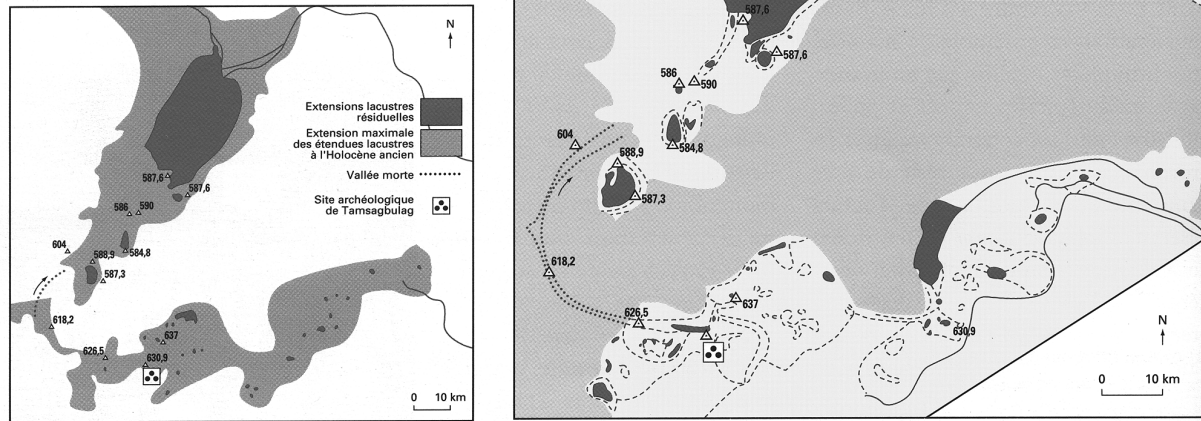 N
Extensions lacustres
résiduelles
Extension maximale
des étendues lacustres
à l'Holocène ancien
Vallée morte
Site archéologique
de Tamsagbulag
587,6
587,6
586
590
604
584,8
588,9
587,3
618,2
637
626,5
630,9
0 10 km
587,6
587,6
586
590
604
584,8
588,9
587,3
618,2
637
626,5
630,9
N
0 10 km